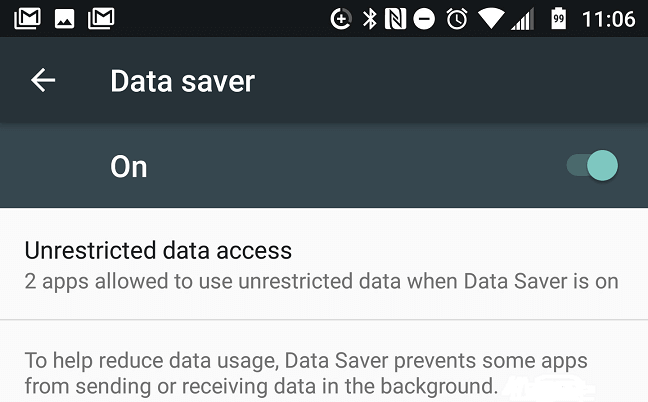 99 11:06
Data saver
On
Unrestricted data access
2 apps allowed to use unrestricted data when Data Saver is on
To help reduce data usage, Data Saver prevents some apps
from sending or receiving data in the background.